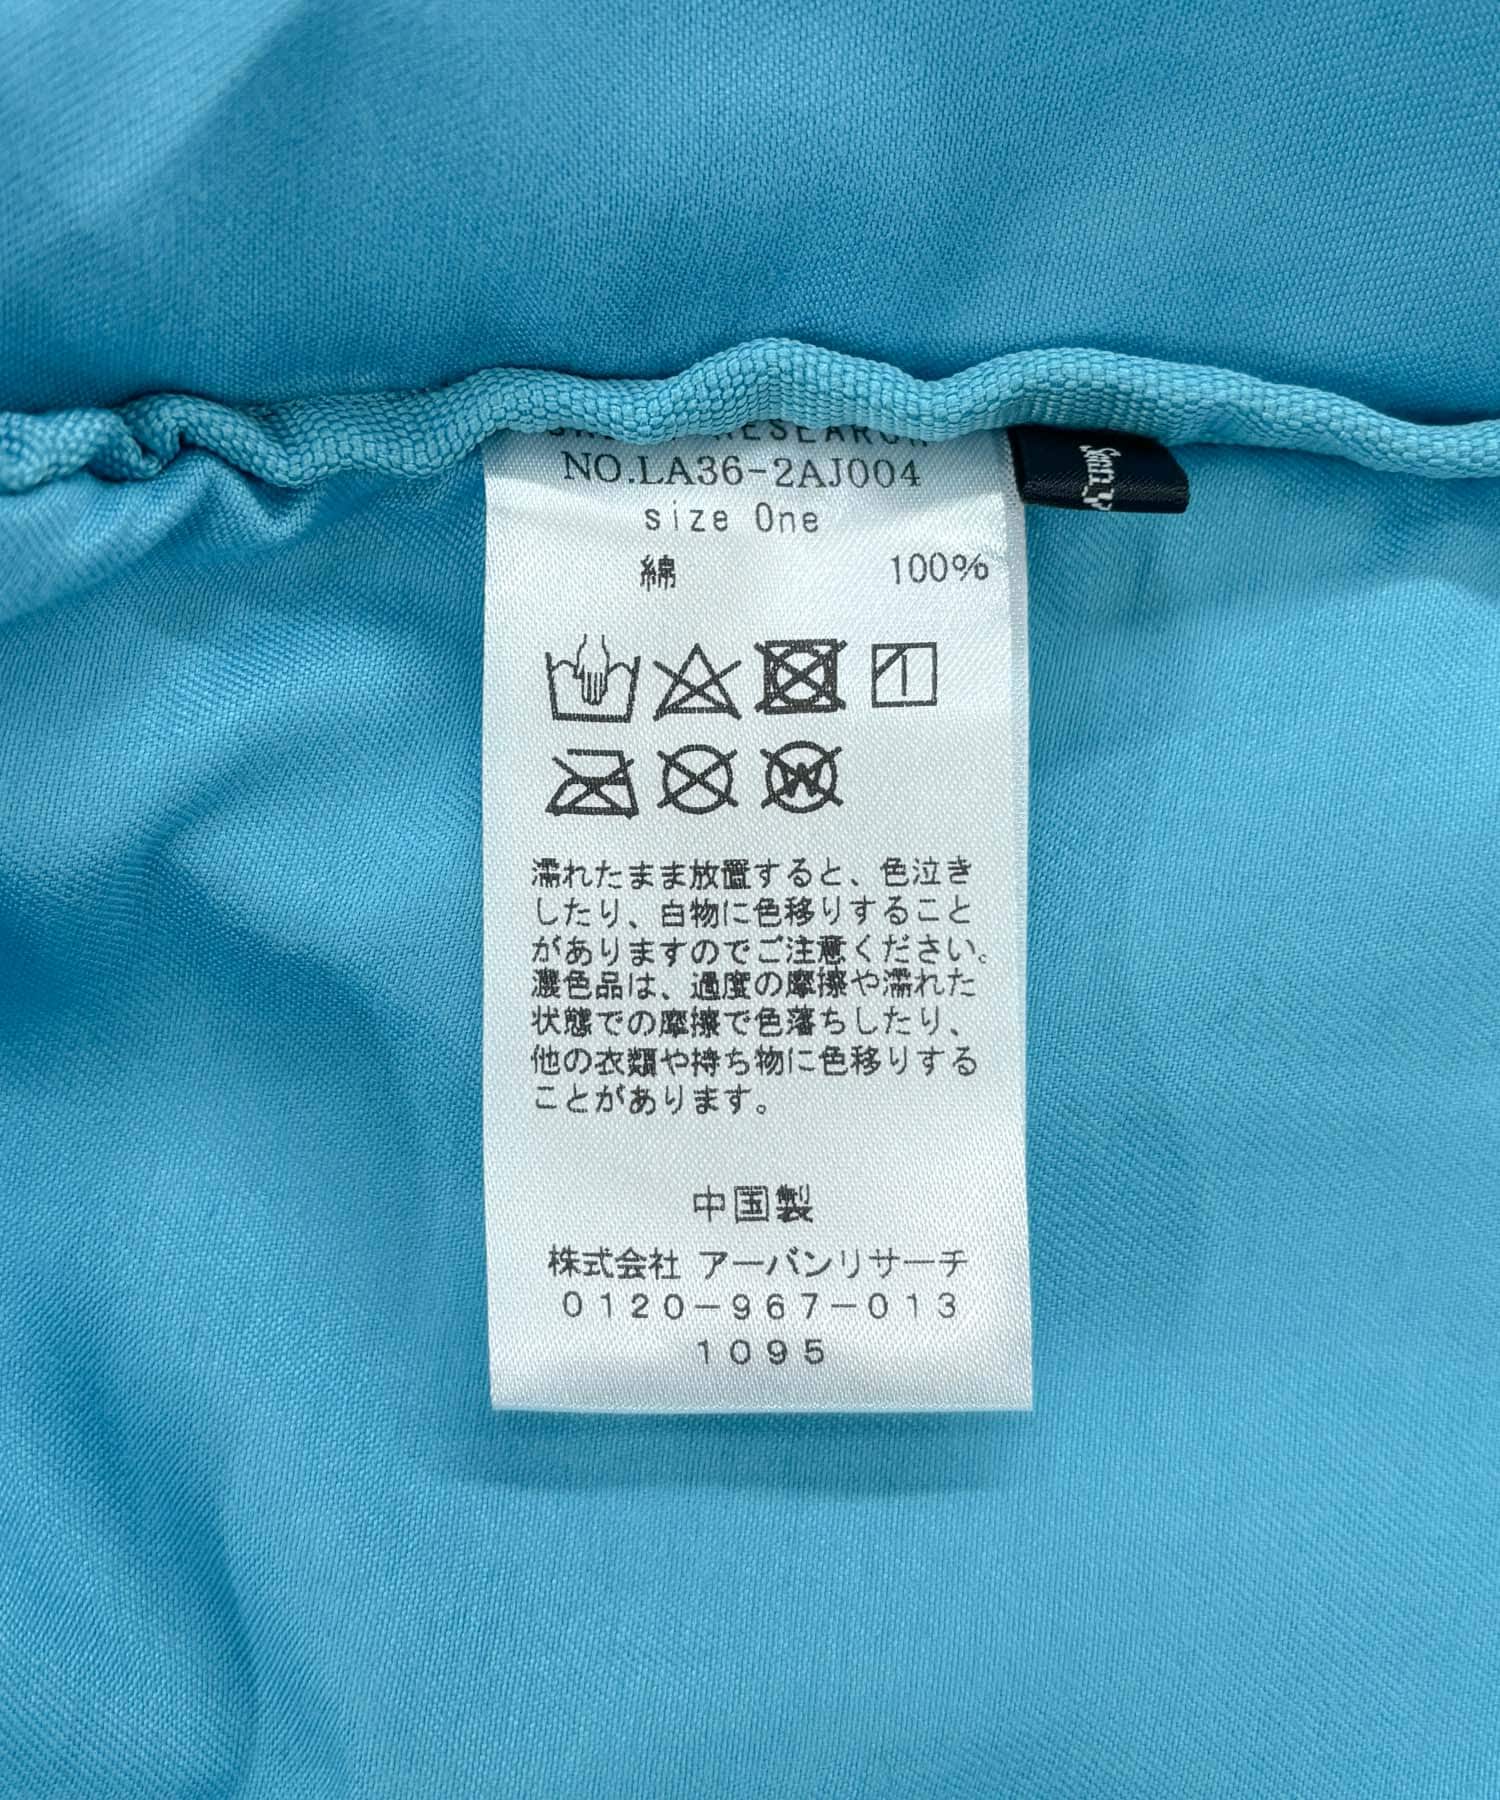 RESEARCH
NO.LA36-2AJ004
size One
綿 100%
濡れたまま放置すると、色泣き
したり、白物に色移りすること
がありますのでご注意ください。
濃色品は、過度の摩擦や濡れた
状態での摩擦で色落ちしたり、
他の衣類や持ち物に色移りする
ことがあります。
中国製
株式会社 アーバンリサーチ
0120-967-013
1095